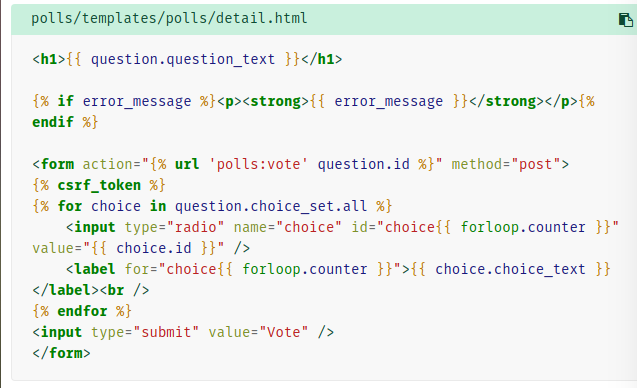 polls/templates/polls/detail.html
<h1>{{ question.question_text }}</h1>
{% if error_message %}<p><strong>{{ error_message }}</strong></p>{%
endif %}
<form action="{% url 'polls:vote' question.id %}" method="post">
{% csrf_token %}
{% for choice in question.choice_set.all %}
    <input type="radio" name="choice" id="choice{{ forloop.counter }}"
value="{{ choice.id }}" />
    <label for="choice{{ forloop.counter }}">{{ choice.choice_text }}
</label><br />
{% endfor %}
<input type="submit" value="Vote" />
</form>